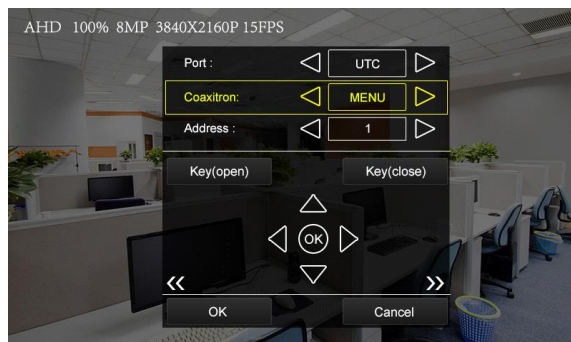 AHD 100% 8MP 3840X2160P 15FPS
Port : UTC
Coaxitron: MENU
Address : 1
Key(open) Key(close)
OK
OK Cancel